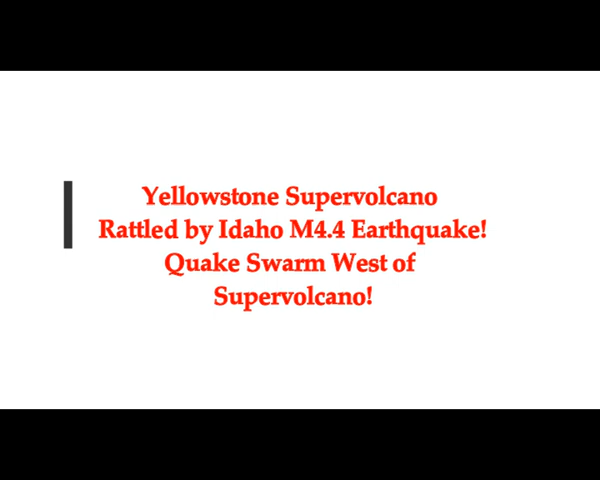 Yellowstone Supervolcano
Rattled by Idaho M4.4 Earthquake!
Quake Swarm West of
Supervolcano!